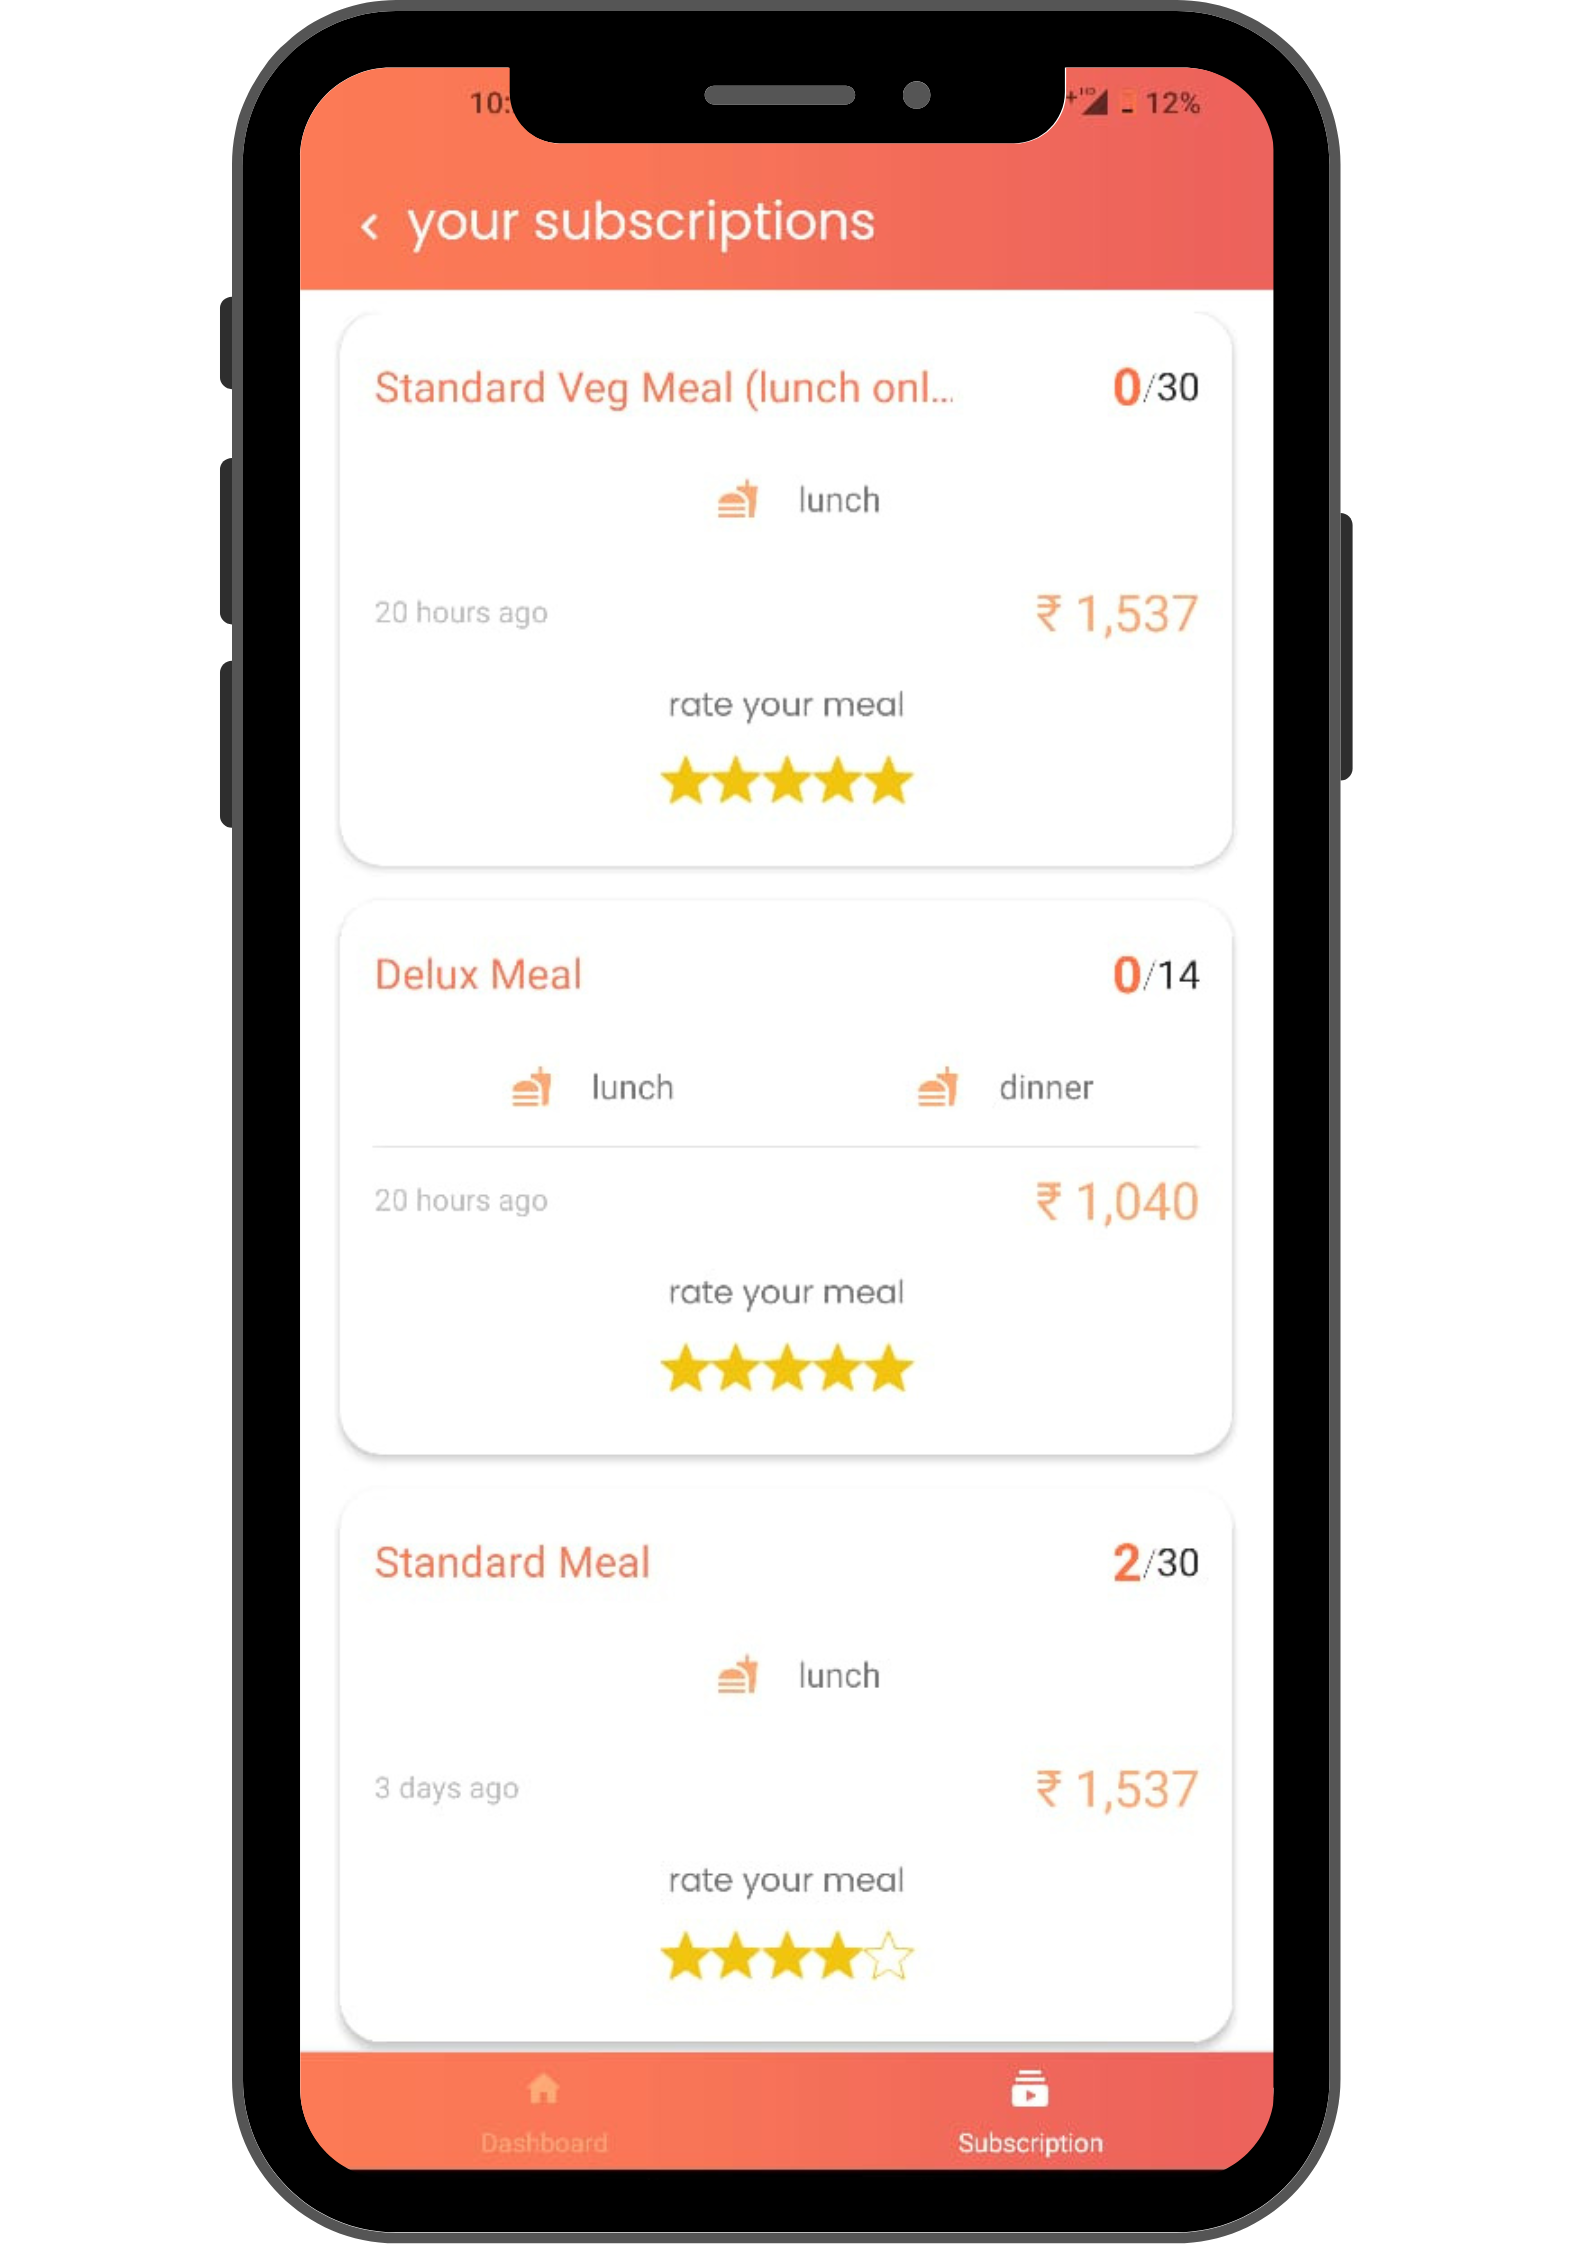 12%
your subscriptions
Standard Veg Meal (lunch onl... 0/30
lunch
20 hours ago ₹ 1,537
rate your meal
Delux Meal 0/14
lunch dinner
20 hours ago ₹ 1,040
rate your meal
Standard Meal 2/30
lunch
3 days ago ₹ 1,537
rate your meal
Dashboard Subscription